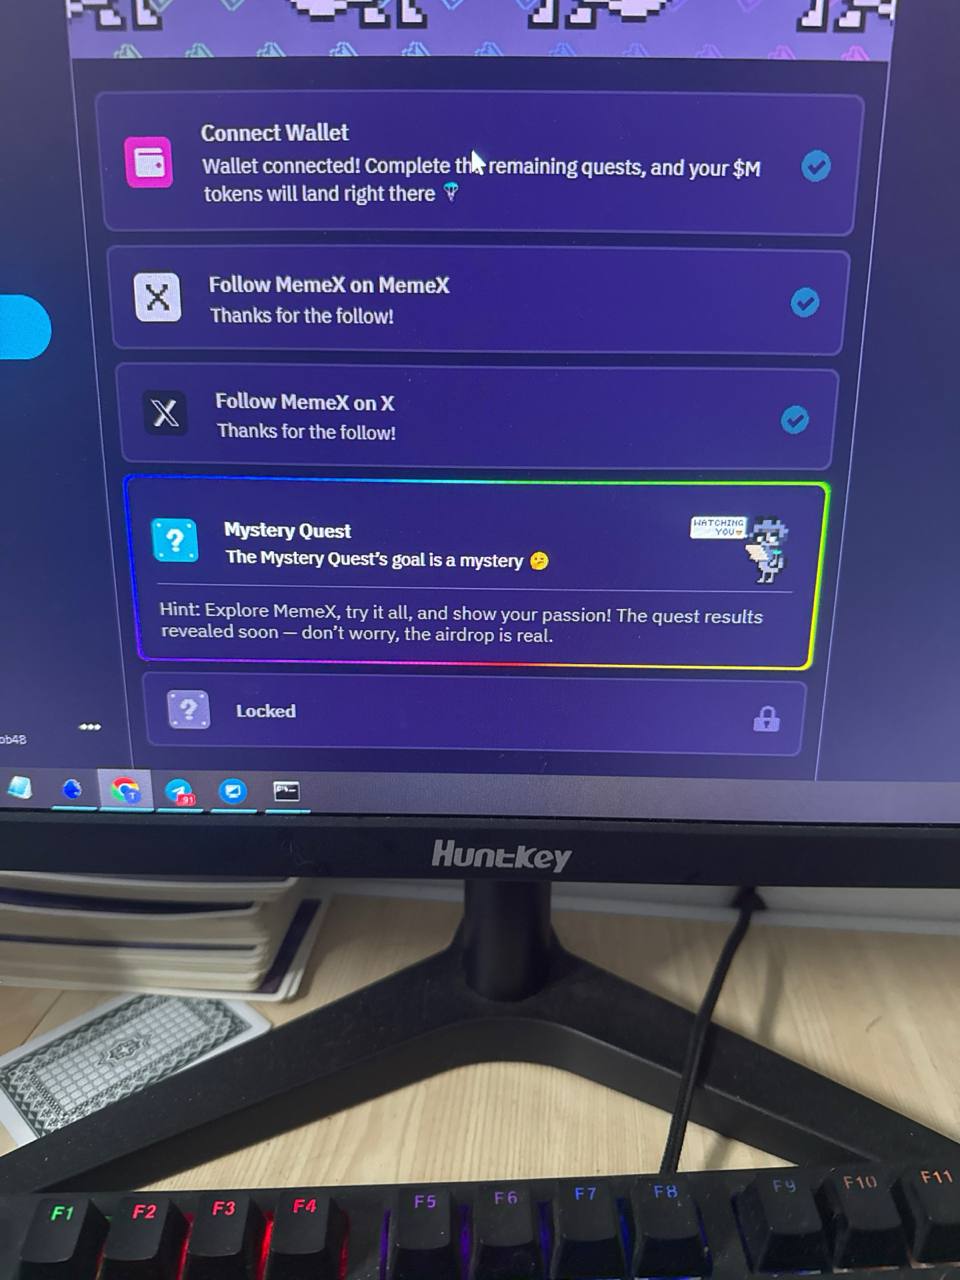 Connect Wallet
Wallet connected! Complete the remaining quests, and your $M
tokens will land right there
Follow MemeX on MemeX
Thanks for the follow!
Follow MemeX on X
Thanks for the follow!
Mystery Quest
The Mystery Quest's goal is a mystery
WATCHING
YOU
Hint: Explore MemeX, try it all, and show your passion! The quest results
revealed soon — don't worry, the airdrop is real.
Locked
ob48
91
HuntKey
F1 F2 F3 F4 F5 F6 F7 F8 F9 F10 F11